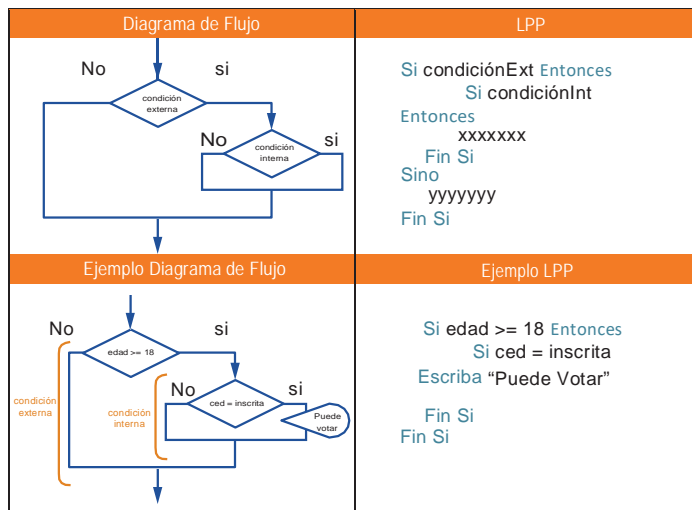 Diagrama de Flujo
LPP
No
si
condición
externa
No
condición
interna
si
Si condiciónExt Entonces
Si condiciónInt
Entonces
xxxxxxx
Fin Si
Sino
yyyyyyy
Fin Si
Ejemplo Diagrama de Flujo
Ejemplo LPP
No
si
edad >= 18
condición
externa
condición
interna
No
si
ced = inscrita
Puede
votar
Si edad >= 18 Entonces
Si ced = inscrita
Escriba “Puede Votar”
Fin Si
Fin Si